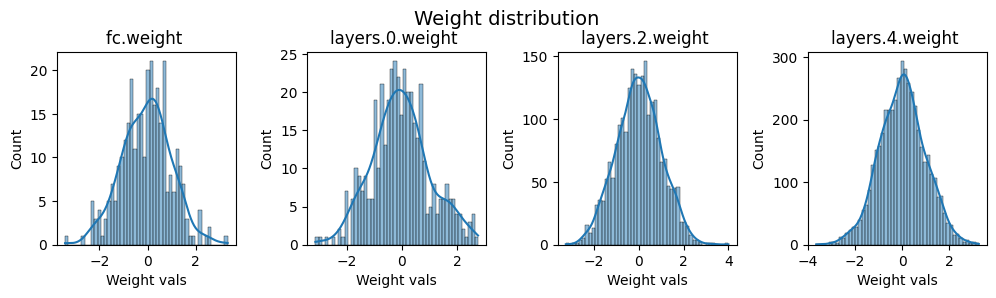 Weight distribution
fc.weight
layers.0.weight
layers.2.weight
layers.4.weight
Count
20
15
10
5
0
−2
0
2
Weight vals
Count
25
20
15
10
5
0
−2
0
2
Weight vals
Count
150
100
50
0
−2
0
2
4
Weight vals
Count
300
200
100
0
−4
−2
0
2
Weight vals